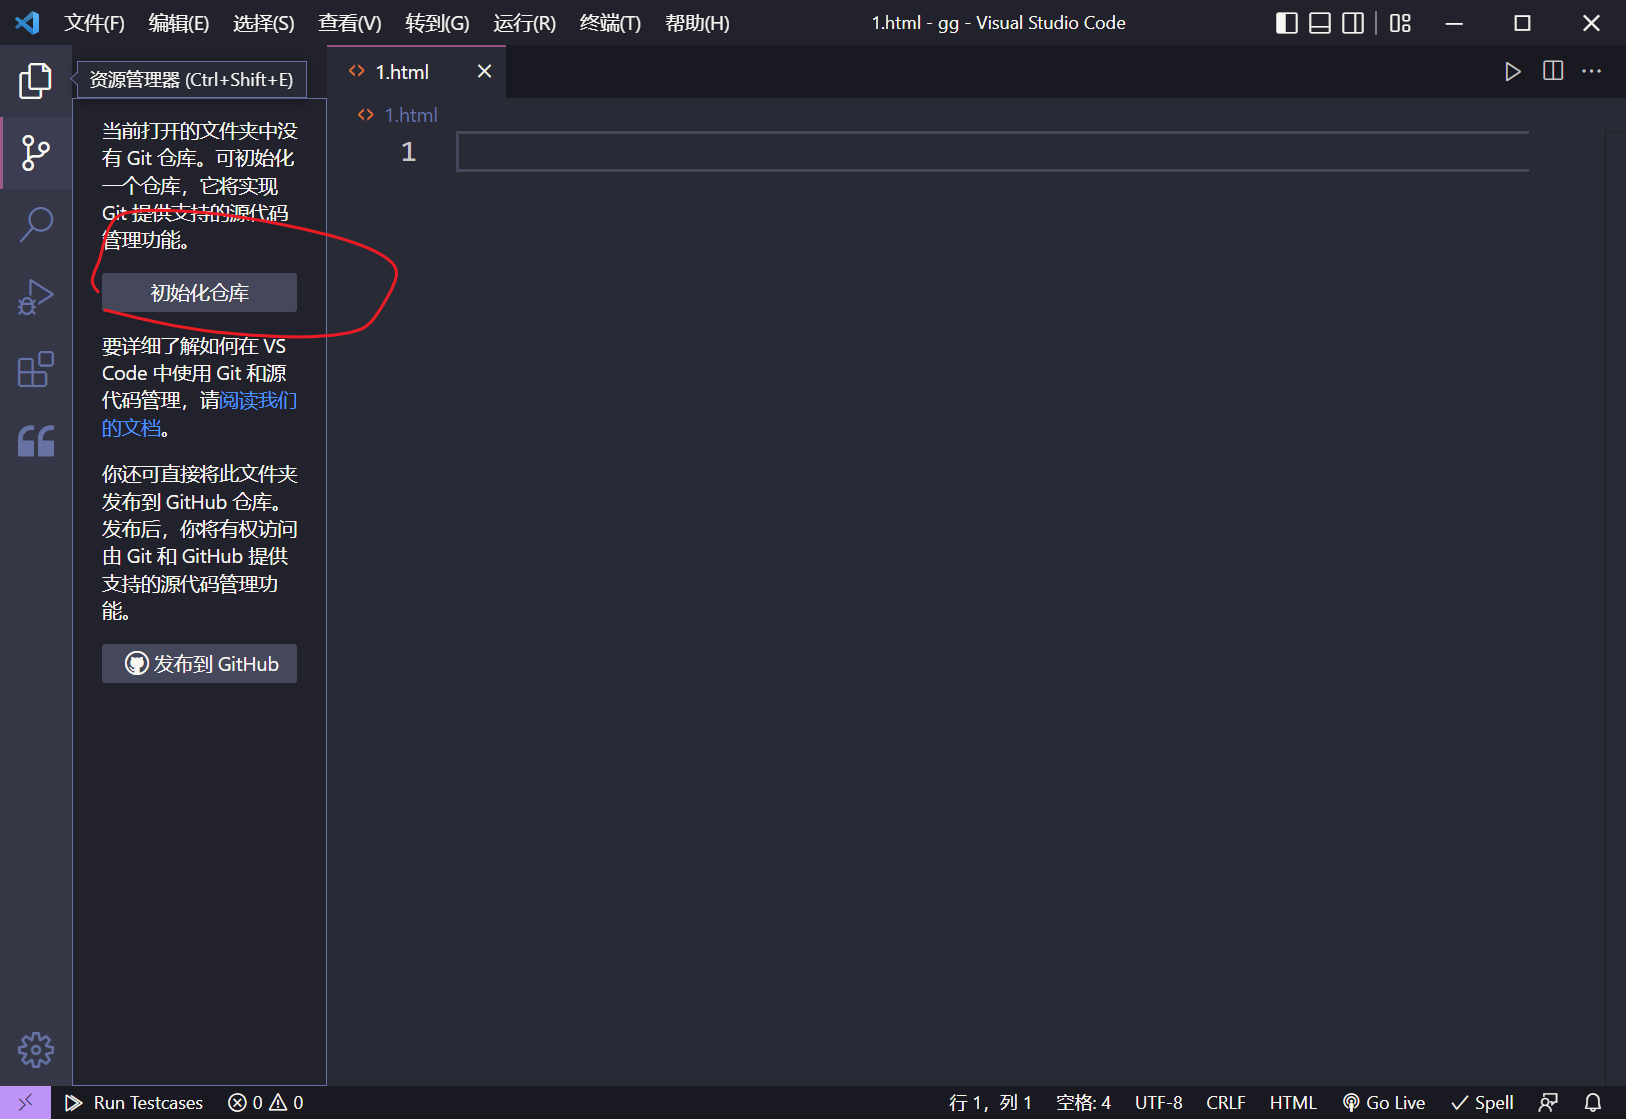 文件(F) 编辑(E) 选择(S) 查看(V) 转到(G) 运行(R) 终端(T) 帮助(H) 1.html - gg - Visual Studio Code
资源管理器 (Ctrl+Shift+E)
1.html
1.html
1
当前打开的文件夹中没
有 Git 仓库。可初始化
一个仓库，它将实现
Git 提供支持的源代码
管理功能。
初始化仓库
要详细了解如何在 VS
Code 中使用 Git 和源
代码管理，请阅读我们
的文档。
你还可直接将此文件夹
发布到 GitHub 仓库。
发布后，你将有权访问
由 Git 和 GitHub 提供
支持的源代码管理功
能。
发布到 GitHub
Run Testcases 0 0 行 1，列 1 空格: 4 UTF-8 CRLF HTML Go Live Spell